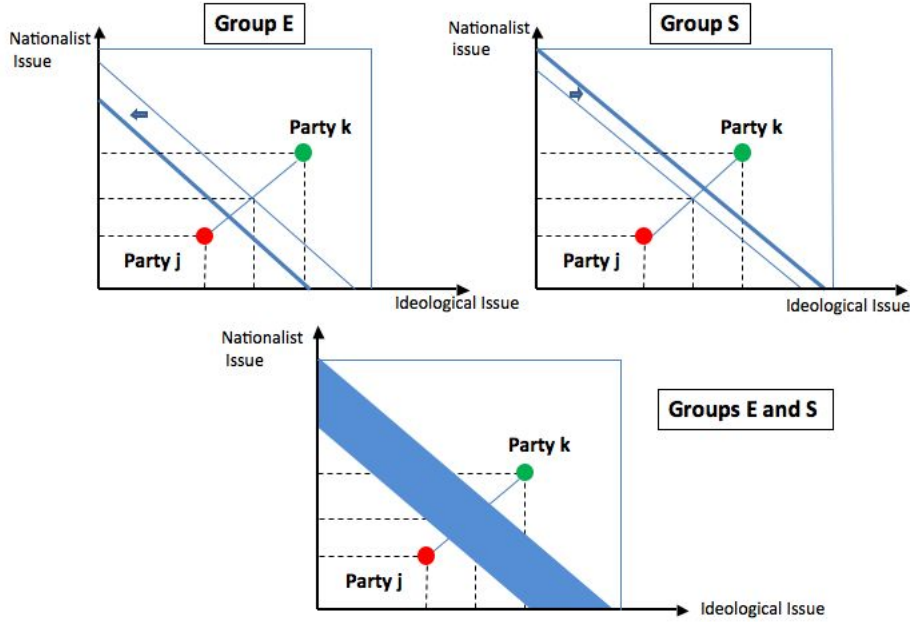 Group E
Nationalist
Issue
Party k
Party j
Ideological Issue
Group S
Nationalist
issue
Party k
Party j
Ideological Issue
Nationalist
Issue
Groups E and S
Party k
Party j
Ideological Issue